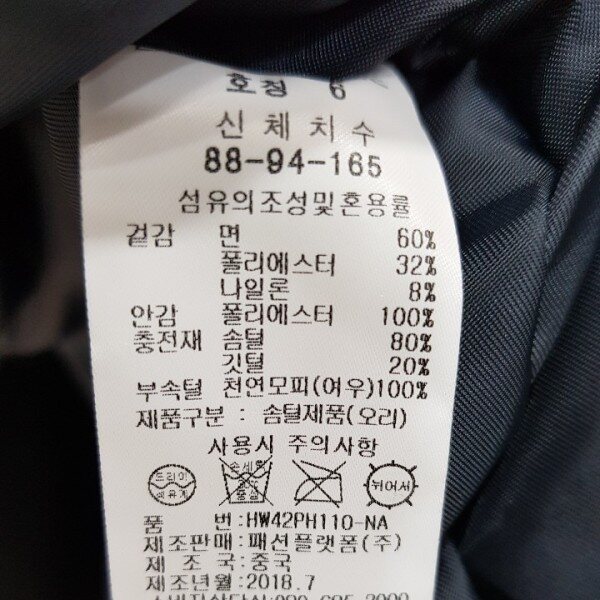 호칭 6
신체치수
88-94-165
섬유의조성및혼용률
겉감 면 60%
폴리에스터 32%
나일론 8%
안감 폴리에스터 100%
충전재 솜털 80%
깃털 20%
부속털 천연모피(여우)100%
제품구분 : 솜털제품(오리)
사용시 주의사항
드라이
뉘어서
품 번:HW42PH110-NA
제조판매:패션플랫폼(주)
제 조 국:중국
제조년월:2018.7